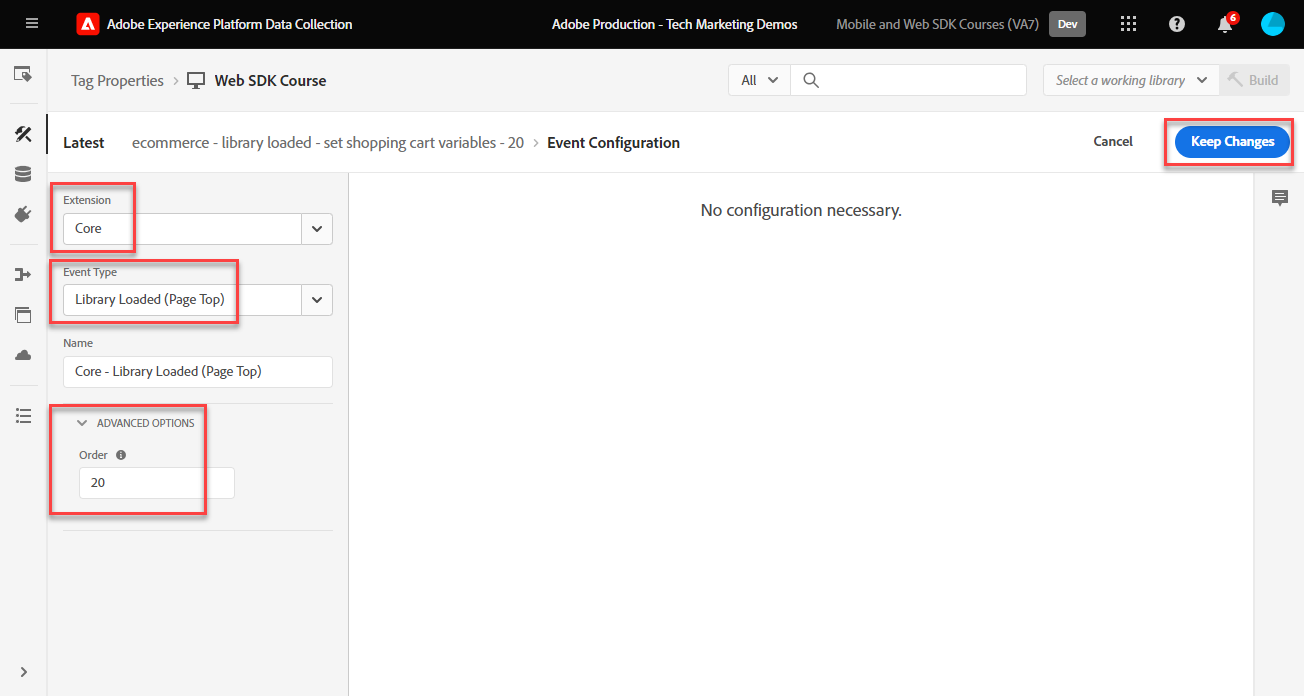 Adobe Experience Platform Data Collection
Adobe Production - Tech Marketing Demos
Mobile and Web SDK Courses (VA7)
Dev
6
Tag Properties
Web SDK Course
All
Select a working library
Build
Latest
ecommerce - library loaded - set shopping cart variables - 20
Event Configuration
Cancel
Keep Changes
Extension
Core
No configuration necessary.
Event Type
Library Loaded (Page Top)
Name
Core - Library Loaded (Page Top)
ADVANCED OPTIONS
Order
20